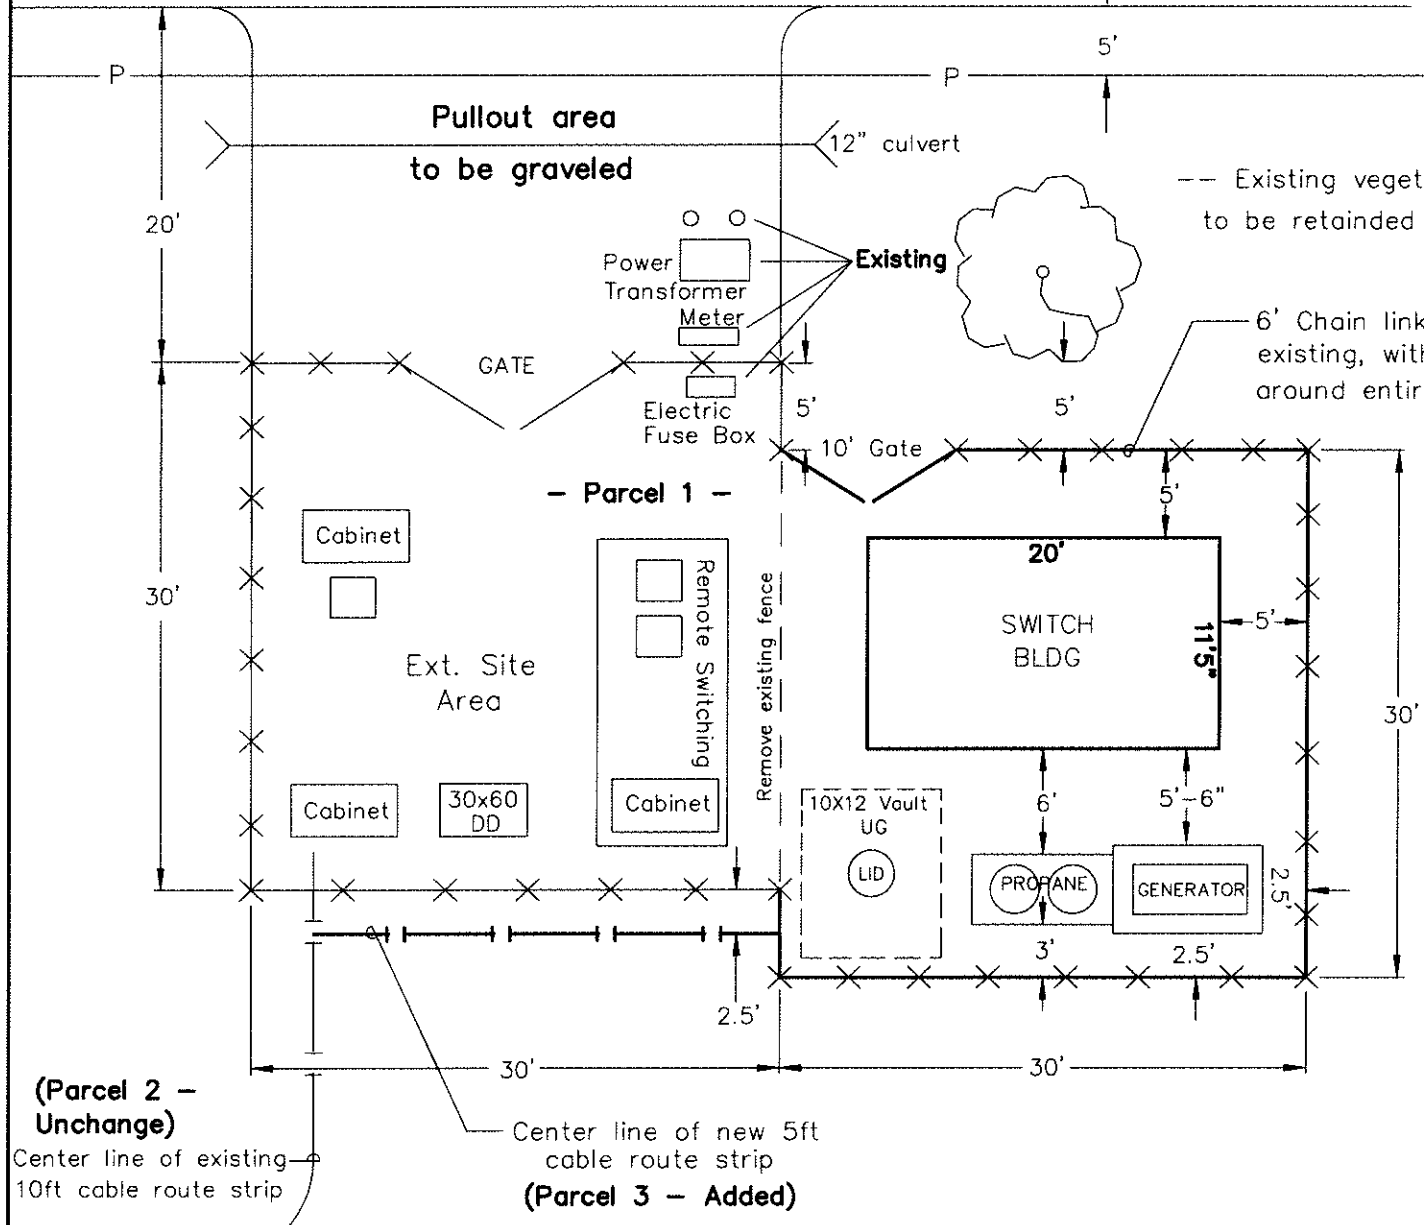 5'
P
P
Pullout area
to be graveled
12" culvert
-- Existing veget
to be retainded
20'
Power
Transformer
Meter
Existing
6' Chain link
existing, with
around entir
GATE
Electric
Fuse Box
5'
5'
10' Gate
- Parcel 1 -
5'
Cabinet
20'
Remote Switching
Remove existing fence
30'
SWITCH
BLDG
11'5"
5'
Ext. Site
Area
30'
Cabinet
30x60
DD
Cabinet
10X12 Vault
UG
LID
6'
5'-6"
PROPANE
GENERATOR
2.5'
3'
2.5'
2.5'
30'
30'
(Parcel 2 -
Unchange)
Center line of existing
10ft cable route strip
Center line of new 5ft
cable route strip
(Parcel 3 - Added)